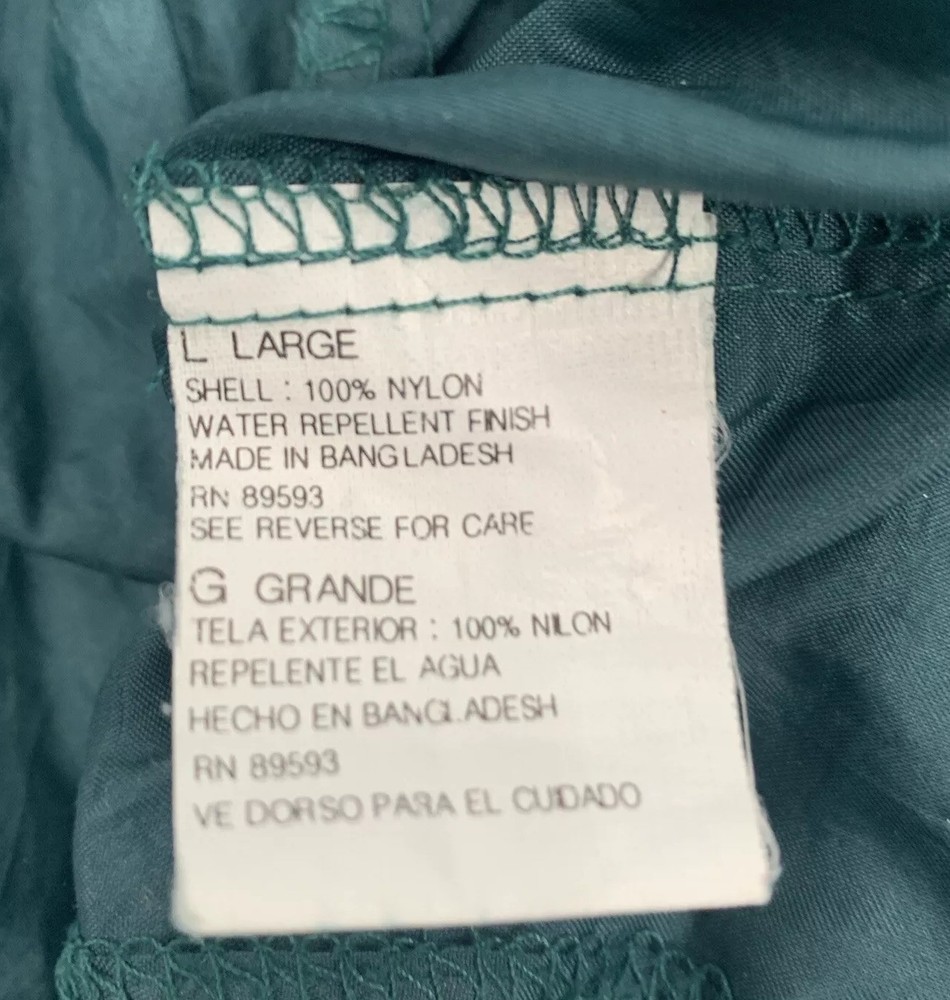 L LARGE
SHELL : 100% NYLON
WATER REPELLENT FINISH
MADE IN BANGLADESH
RN 89593
SEE REVERSE FOR CARE
G GRANDE
TELA EXTERIOR : 100% NILON
REPELENTE EL AGUA
HECHO EN BANGLADESH
RN 89593
VE DORSO PARA EL CUIDADO